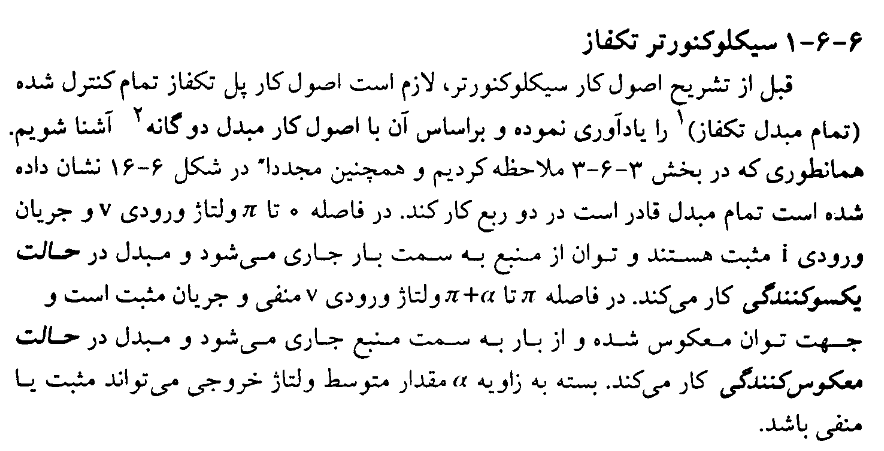 ۶-۶-۱ سیکلوکنورتر تکفاز
قبل از تشریح اصول کار سیکلوکنورتر، لازم است اصول کار پل تکفاز تمام کنترل شده
(تمام مبدل تکفاز)۱ را یادآوری نموده و براساس آن با اصول کار مبدل دوگانه۲ آشنا شویم.
همانطوری که در بخش ۳-۶-۳ ملاحظه کردیم و همچنین مجدداً در شکل ۶-۱۶ نشان داده
شده است تمام مبدل قادر است در دو ربع کار کند. در فاصله ۰ تا π ولتاژ ورودی v و جریان
ورودی i مثبت هستند و توان از منبع به سمت بار جاری می‌شود و مبدل در حالت
یکسوکنندگی کار می‌کند. در فاصله π تا π+α ولتاژ ورودی v منفی و جریان مثبت است و
جهت توان معکوس شده و از بار به سمت منبع جاری می‌شود و مبدل در حالت
معکوس‌کنندگی کار می‌کند. بسته به زاویه α مقدار متوسط ولتاژ خروجی می‌تواند مثبت یا
منفی باشد.